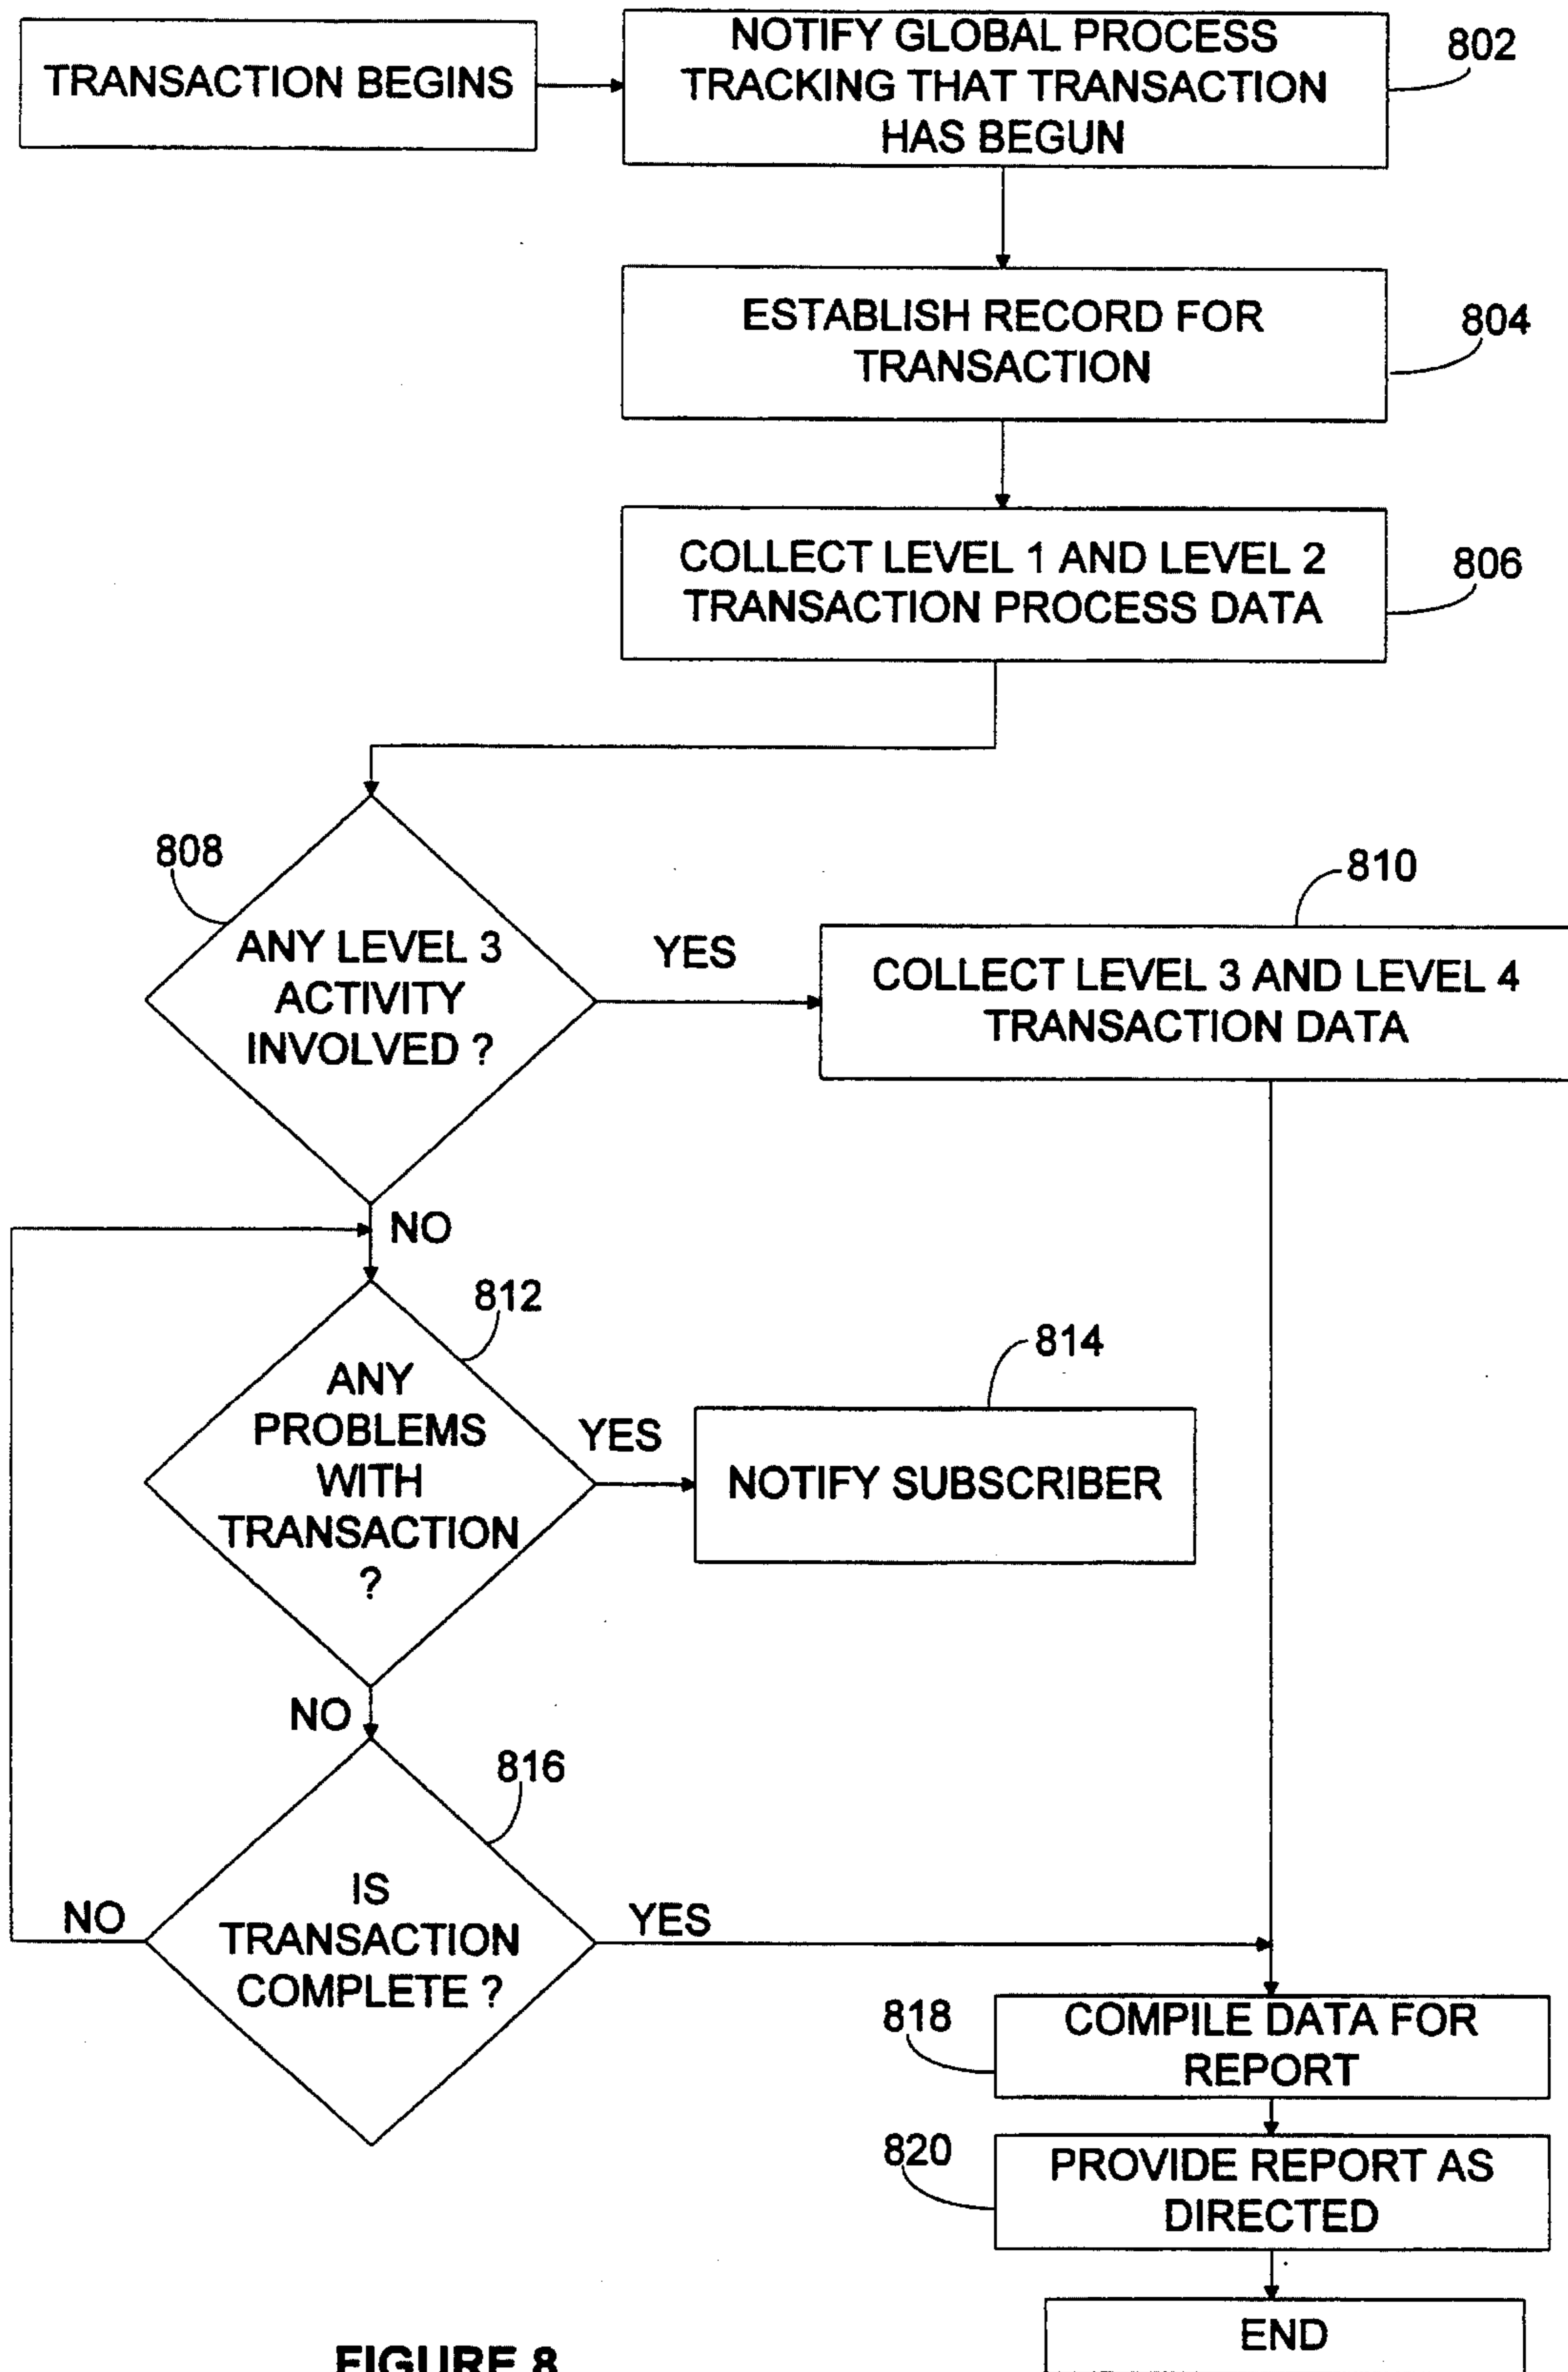 TRANSACTION BEGINS
NOTIFY GLOBAL PROCESS
TRACKING THAT TRANSACTION
HAS BEGUN
802
ESTABLISH RECORD FOR
TRANSACTION
804
COLLECT LEVEL 1 AND LEVEL 2
TRANSACTION PROCESS DATA
806
808
ANY LEVEL 3
ACTIVITY
INVOLVED ?
YES
810
COLLECT LEVEL 3 AND LEVEL 4
TRANSACTION DATA
NO
812
ANY
PROBLEMS
WITH
TRANSACTION
?
YES
814
NOTIFY SUBSCRIBER
NO
816
IS
TRANSACTION
COMPLETE ?
NO
YES
818
COMPILE DATA FOR
REPORT
820
PROVIDE REPORT AS
DIRECTED
END
FIGURE 8